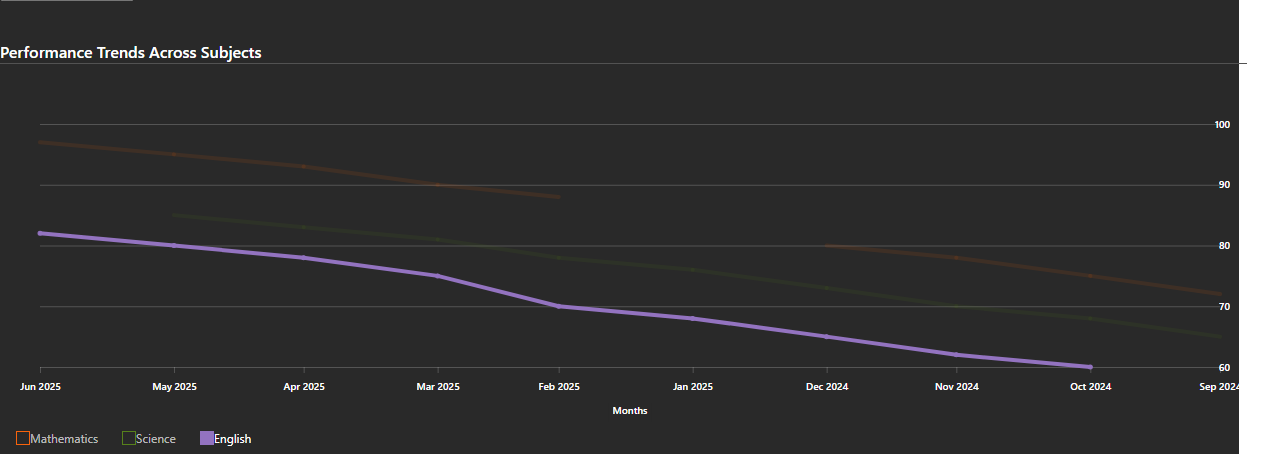 Performance Trends Across Subjects
100
90
80
70
60
Jun 2025 May 2025 Apr 2025 Mar 2025 Feb 2025 Jan 2025 Dec 2024 Nov 2024 Oct 2024 Sep 2024
Months
Mathematics Science English